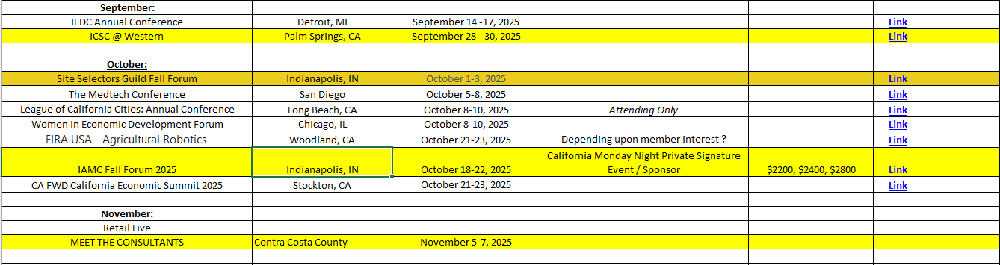 September:
IEDC Annual Conference Detroit, MI September 14 -17, 2025 Link
ICSC @ Western Palm Springs, CA September 28 - 30, 2025 Link
October:
Site Selectors Guild Fall Forum Indianapolis, IN October 1-3, 2025 Link
The Medtech Conference San Diego October 5-8, 2025 Link
League of California Cities: Annual Conference Long Beach, CA October 8-10, 2025 Attending Only Link
Women in Economic Development Forum Chicago, IL October 8-10, 2025 Link
FIRA USA - Agricultural Robotics Woodland, CA October 21-23, 2025 Depending upon member interest ? Link
California Monday Night Private Signature
IAMC Fall Forum 2025 Indianapolis, IN October 18-22, 2025 Event / Sponsor $2200, $2400, $2800 Link
CA FWD California Economic Summit 2025 Stockton, CA October 21-23, 2025 Link
November:
Retail Live
MEET THE CONSULTANTS Contra Costa County November 5-7, 2025